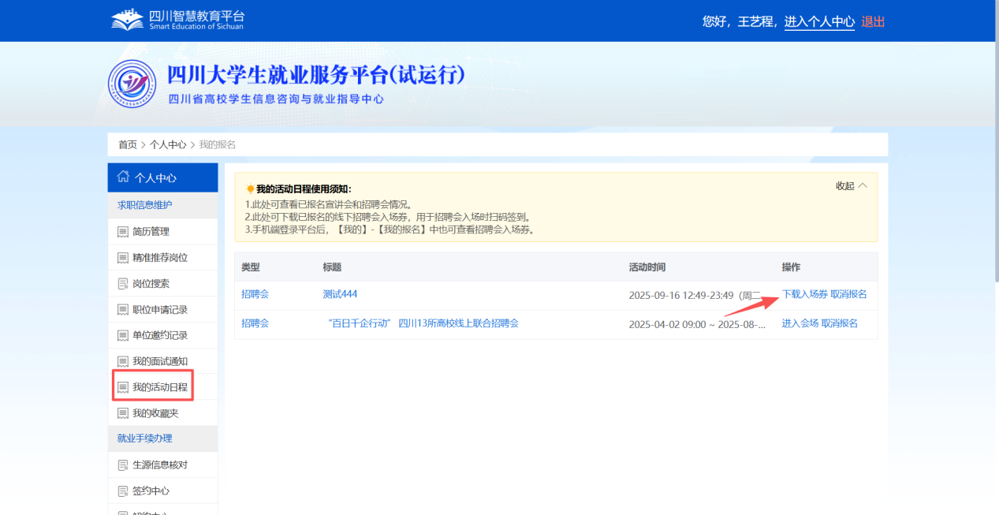 四川智慧教育平台
Smart Education of Sichuan
您好，王艺程，进入个人中心 退出
四川大学生就业服务平台(试运行)
四川省高校学生信息咨询与就业指导中心
首页 > 个人中心 > 我的报名
个人中心
求职信息维护
简历管理
精准推荐岗位
岗位搜索
职位申请记录
单位邀约记录
我的面试通知
我的活动日程
我的收藏夹
就业手续办理
生源信息核对
签约中心
我的活动日程使用须知：
收起
1.此处可查看已报名宣讲会和招聘会情况。
2.此处可下载已报名的线下招聘会入场券，用于招聘会入场时扫码签到。
3.手机端登录平台后，【我的】-【我的报名】中也可查看招聘会入场券。
类型 标题 活动时间 操作
招聘会 测试444 2025-09-16 12:49-23:49（周二... 下载入场券 取消报名
招聘会 “百日千企行动” 四川13所高校线上联合招聘会 2025-04-02 09:00 ~ 2025-08-... 进入会场 取消报名